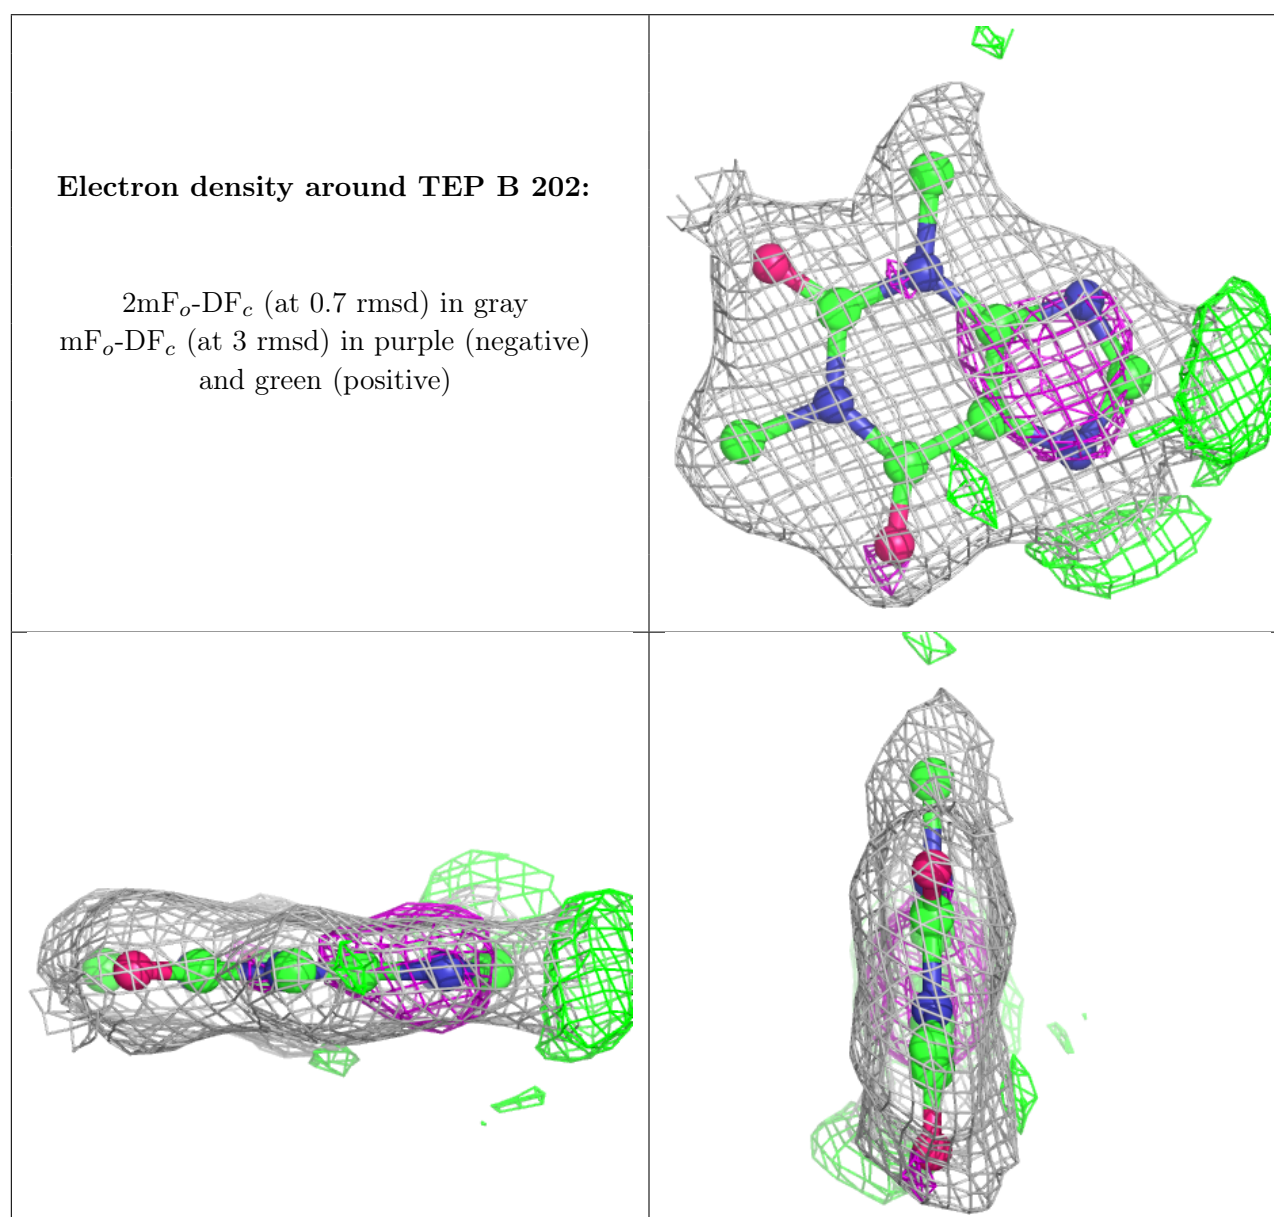 Electron density around TEP B 202:
2mFo-DFc (at 0.7 rmsd) in gray
mFo-DFc (at 3 rmsd) in purple (negative)
and green (positive)